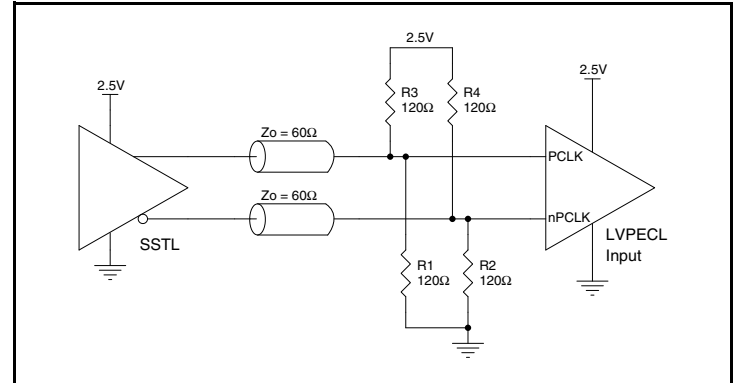 2.5V
2.5V
2.5V
R3
120Ω
R4
120Ω
Zo = 60Ω
PCLK
Zo = 60Ω
nPCLK
SSTL
LVPECL
Input
R1
120Ω
R2
120Ω